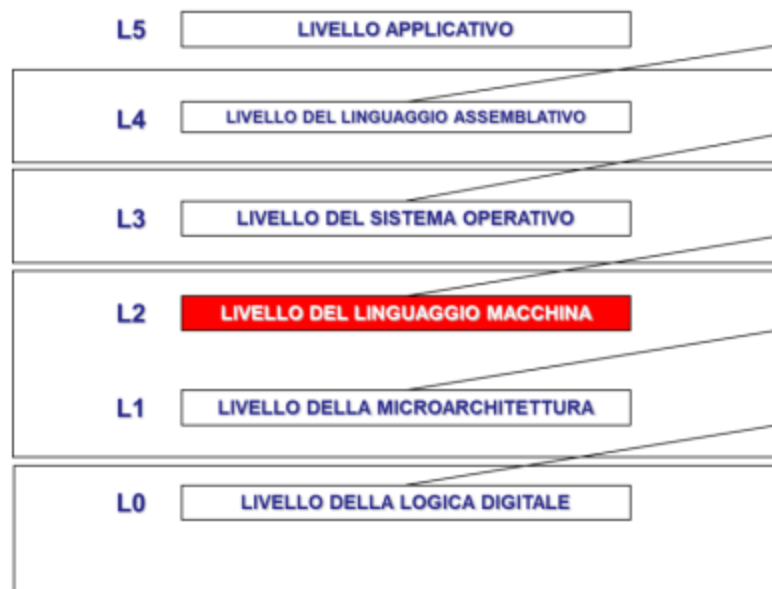 L5 LIVELLO APPLICATIVO
L4 LIVELLO DEL LINGUAGGIO ASSEMBLATIVO
L3 LIVELLO DEL SISTEMA OPERATIVO
L2 LIVELLO DEL LINGUAGGIO MACCHINA
L1 LIVELLO DELLA MICROARCHITETTURA
L0 LIVELLO DELLA LOGICA DIGITALE